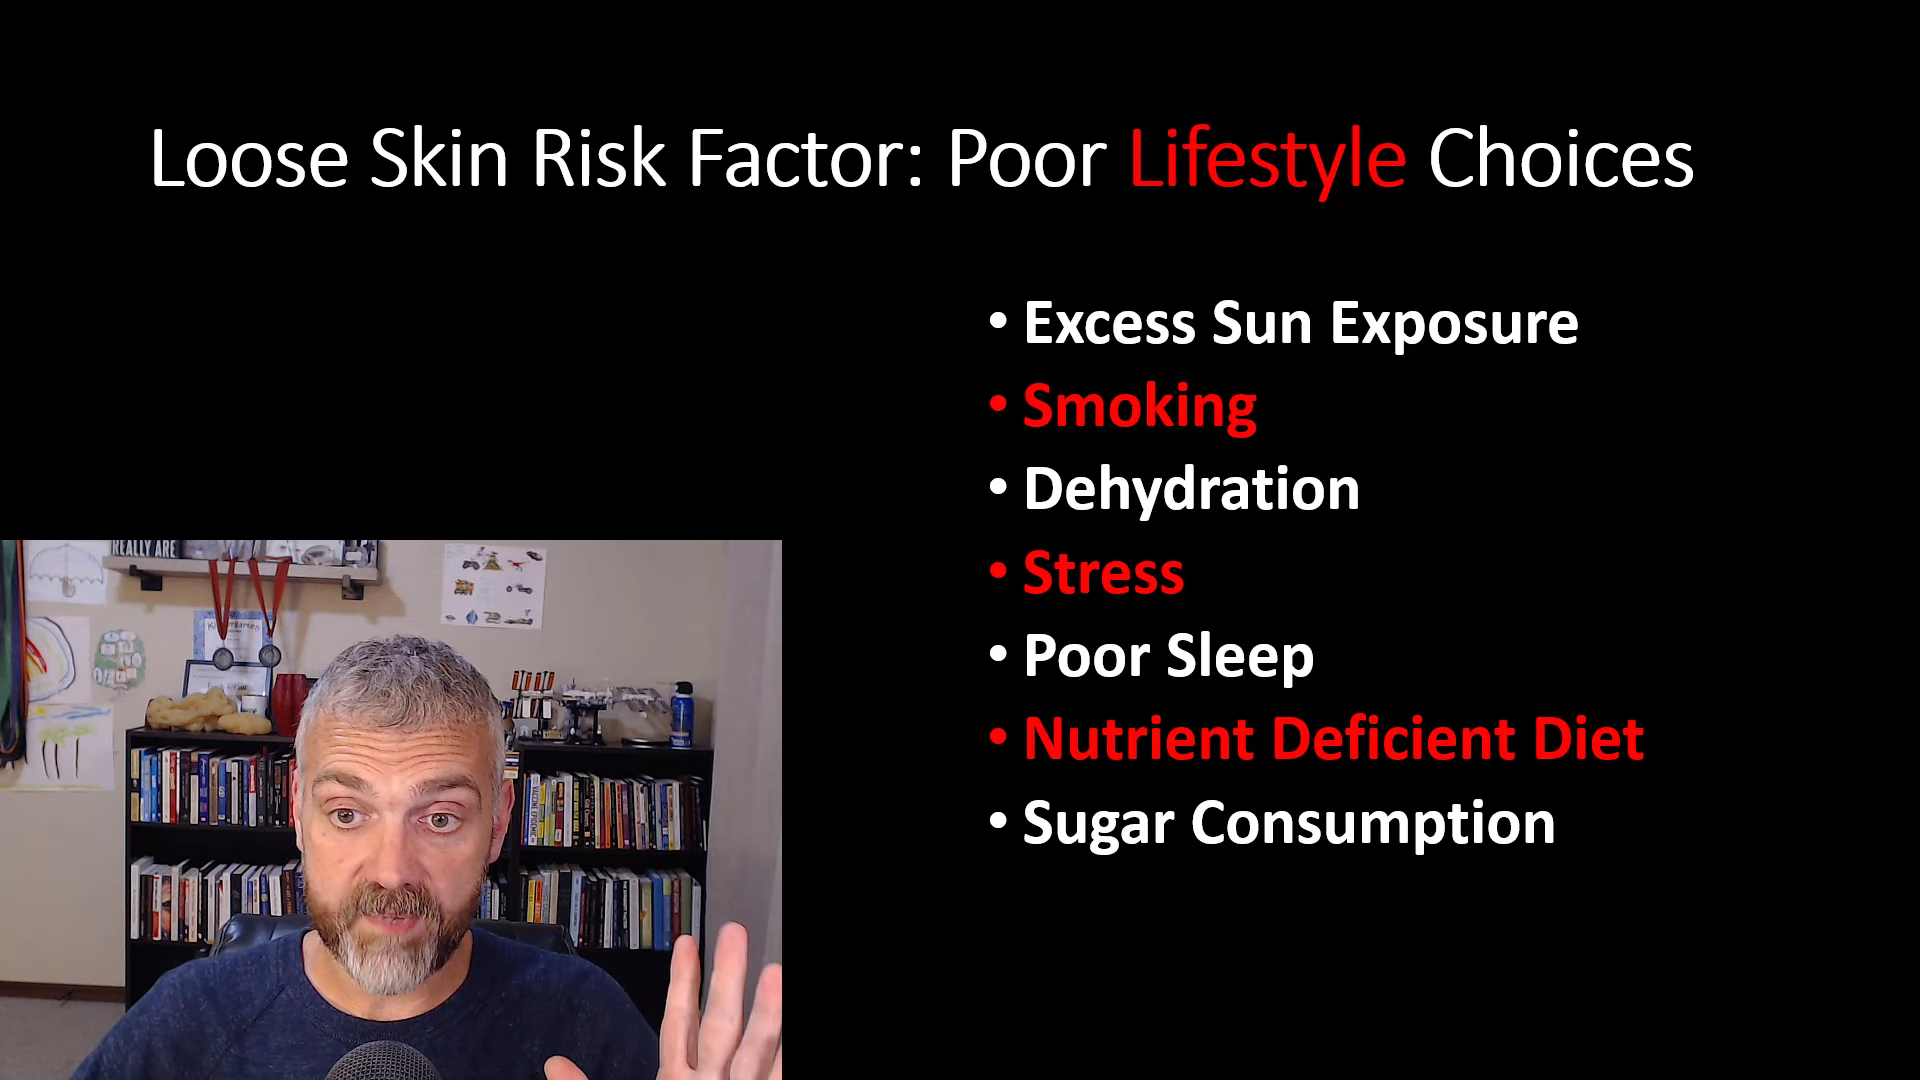 Loose Skin Risk Factor: Poor Lifestyle Choices
• Excess Sun Exposure
• Smoking
• Dehydration
• Stress
• Poor Sleep
• Nutrient Deficient Diet
• Sugar Consumption
REALLY ARE
Kindergarten